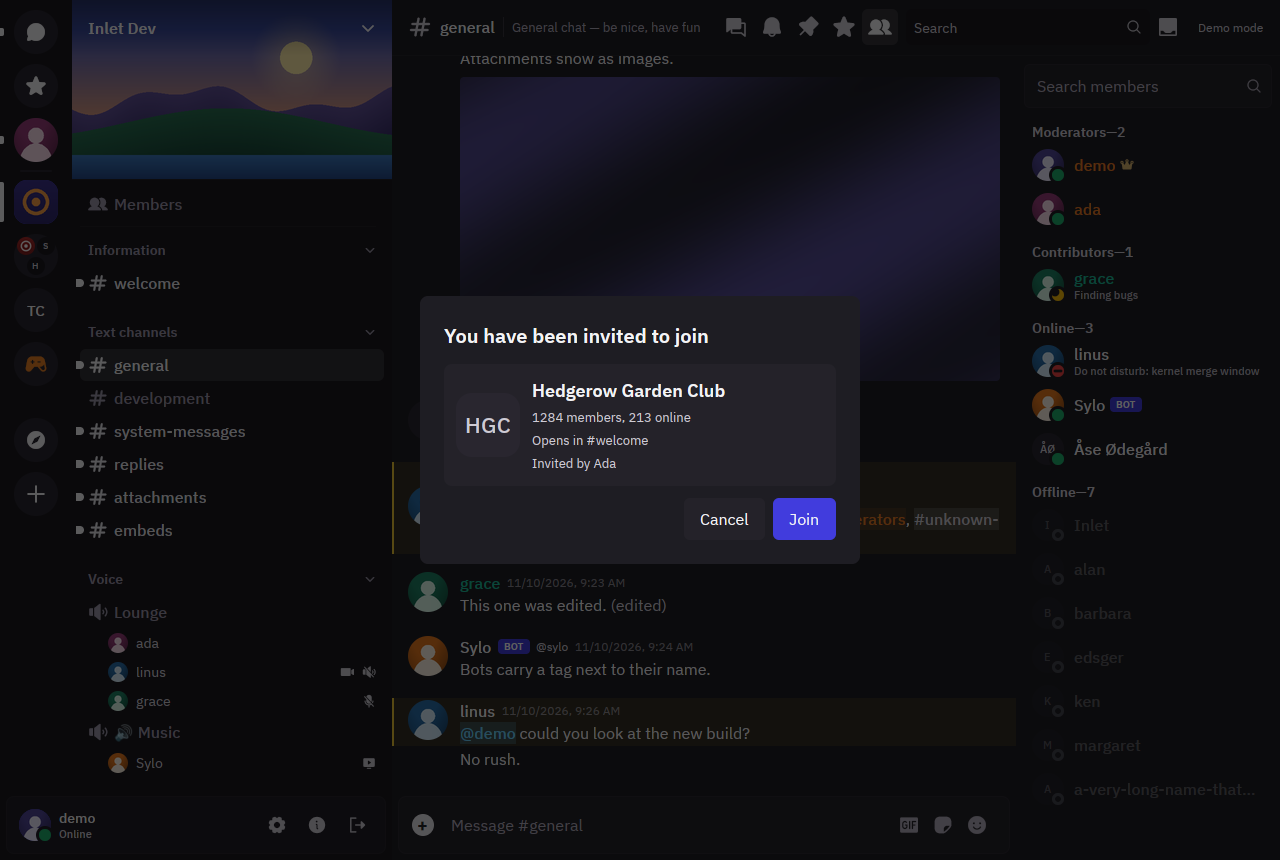 Inlet Dev
Members
Information
welcome
Text channels
general
development
system-messages
replies
attachments
embeds
Voice
Lounge
ada
linus
grace
Music
Sylo
S
H
TC
demo
Online
general
General chat — be nice, have fun
Search
Demo mode
Attachments show as images.
You have been invited to join
HGC
Hedgerow Garden Club
1284 members, 213 online
Opens in #welcome
Invited by Ada
Cancel
Join
#unknown-
grace 11/10/2026, 9:23 AM
This one was edited. (edited)
Sylo BOT @sylo 11/10/2026, 9:24 AM
Bots carry a tag next to their name.
linus 11/10/2026, 9:26 AM
@demo could you look at the new build?
No rush.
Message #general
GIF
Search members
Moderators—2
demo
ada
Contributors—1
grace
Finding bugs
Online—3
linus
Do not disturb: kernel merge window
Sylo BOT
ÅØ
Åse Ødegård
Offline—7
I
Inlet
A
alan
B
barbara
E
edsger
K
ken
M
margaret
A
a-very-long-name-that...